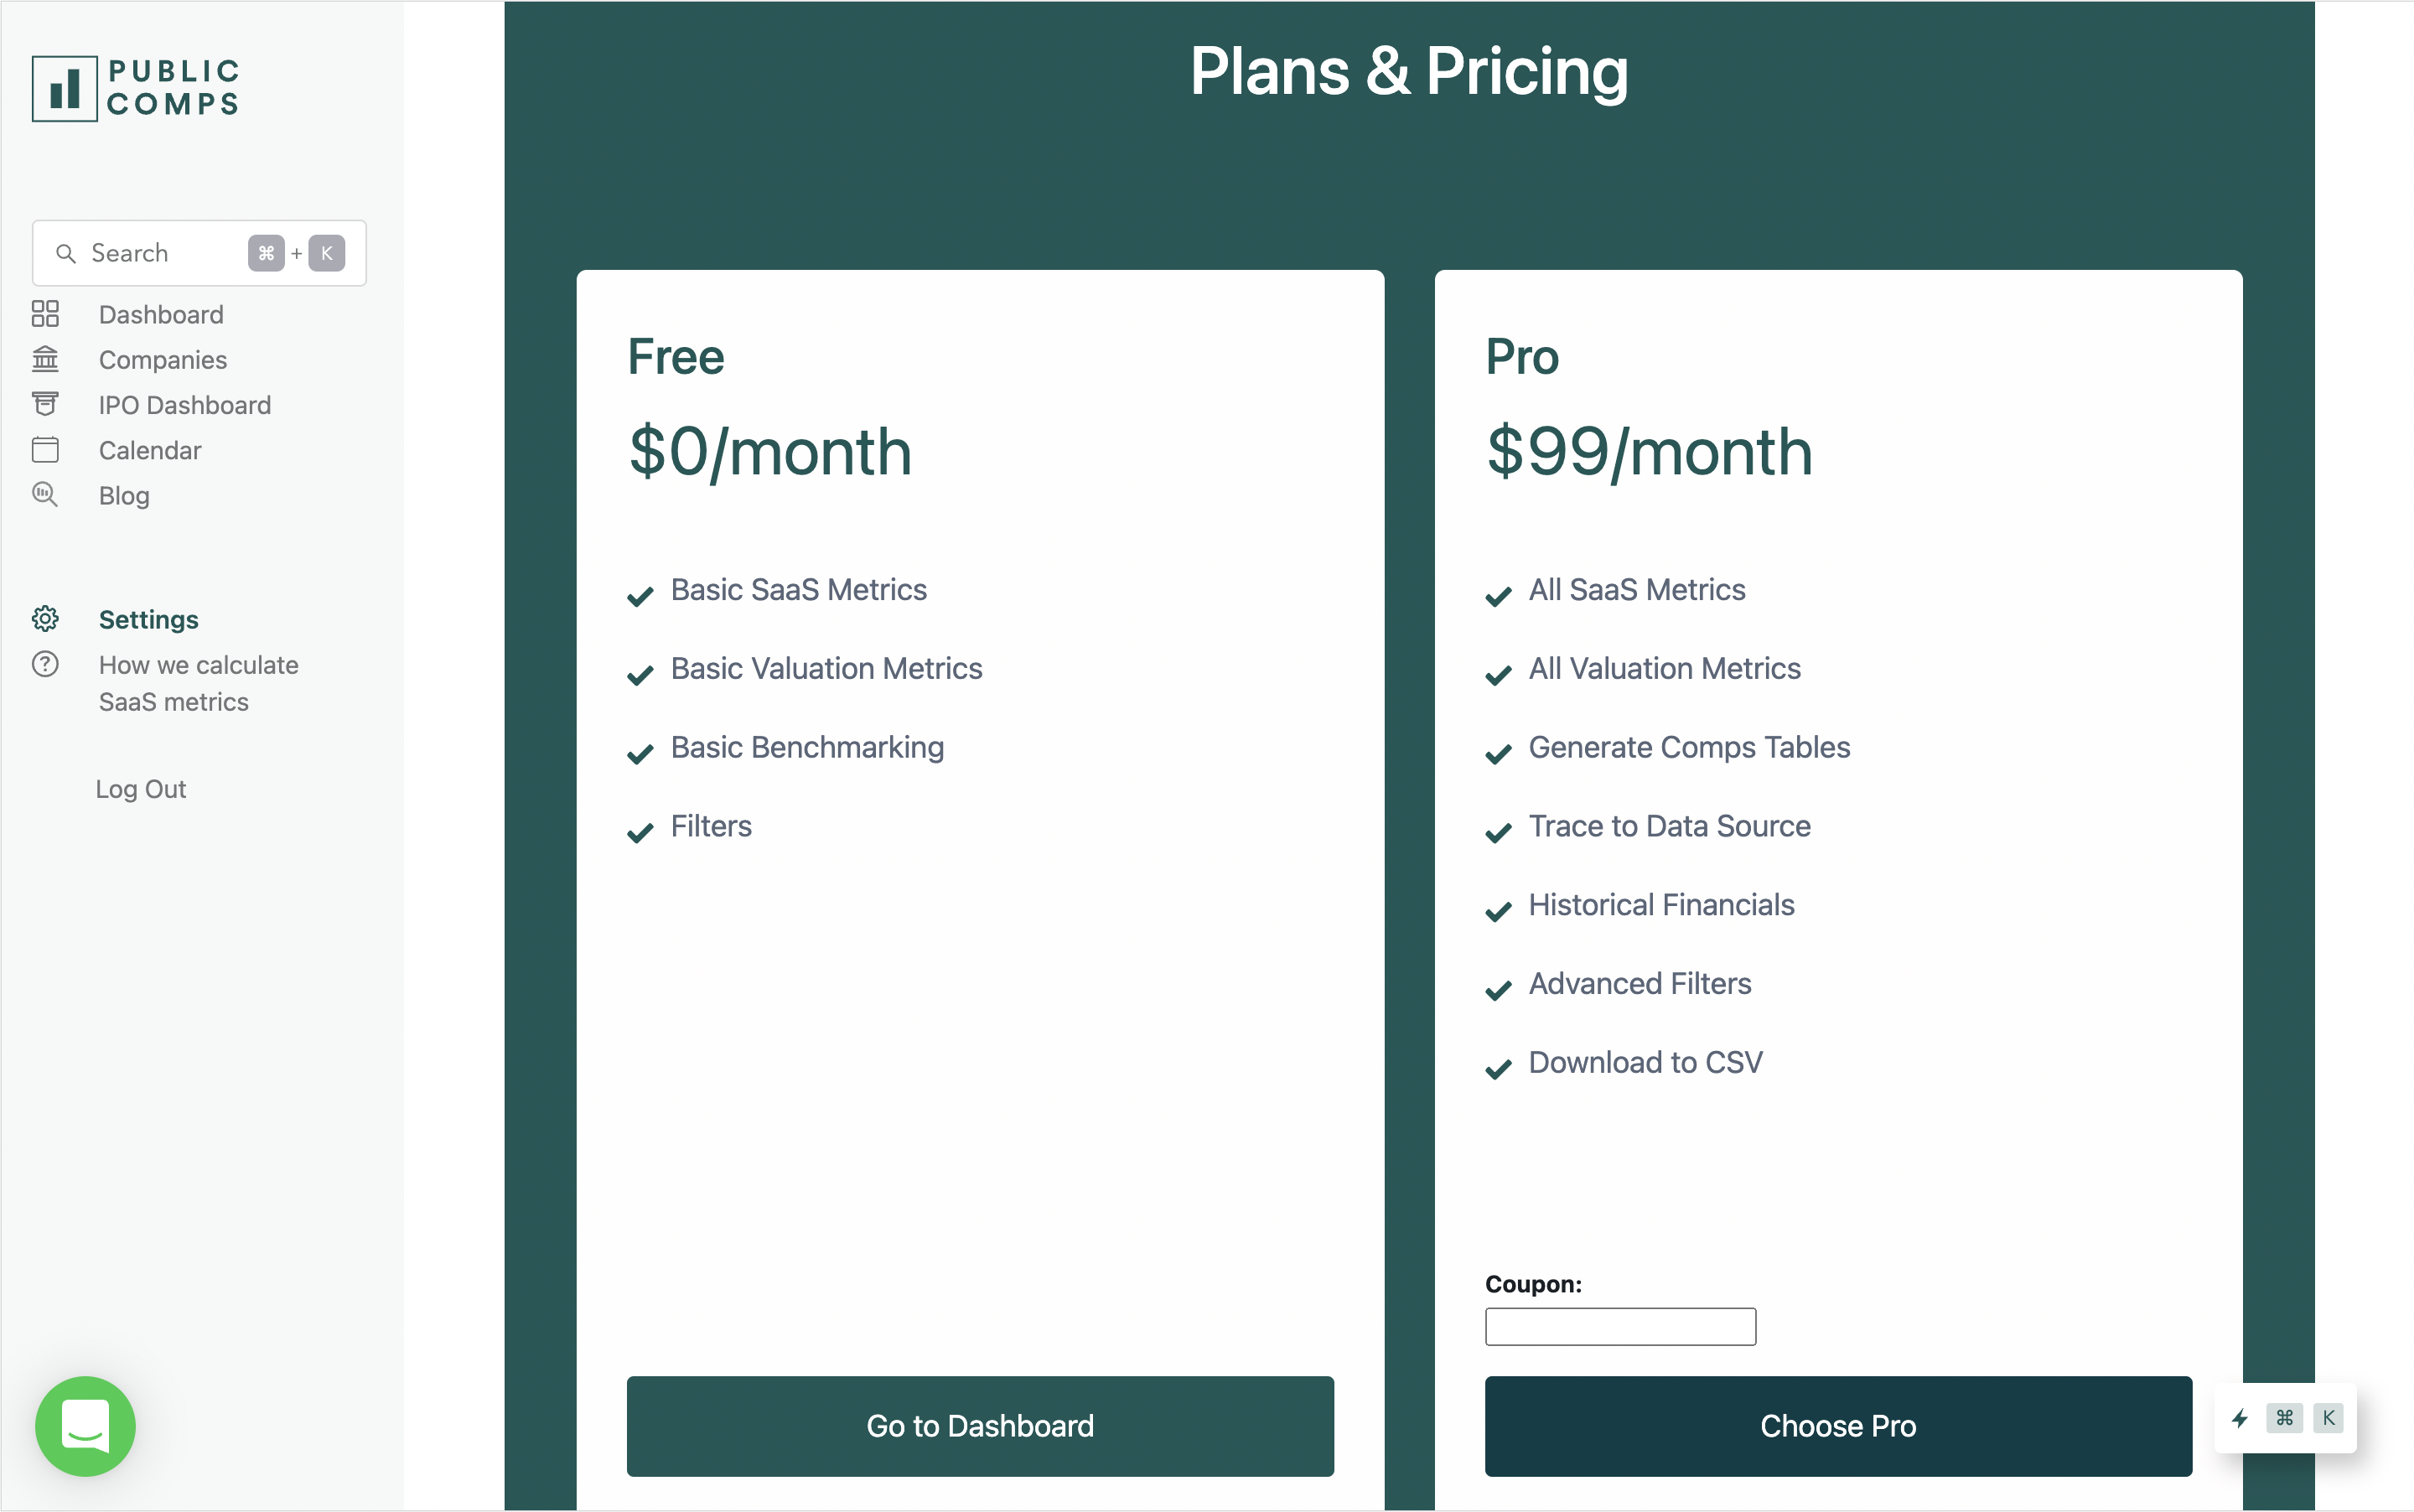 PUBLIC
COMPS
Search ⌘ + K
Dashboard
Companies
IPO Dashboard
Calendar
Blog
Settings
How we calculate
SaaS metrics
Log Out
Plans & Pricing
Free
$0/month
Basic SaaS Metrics
Basic Valuation Metrics
Basic Benchmarking
Filters
Go to Dashboard
Pro
$99/month
All SaaS Metrics
All Valuation Metrics
Generate Comps Tables
Trace to Data Source
Historical Financials
Advanced Filters
Download to CSV
Coupon:
Choose Pro
⌘ K